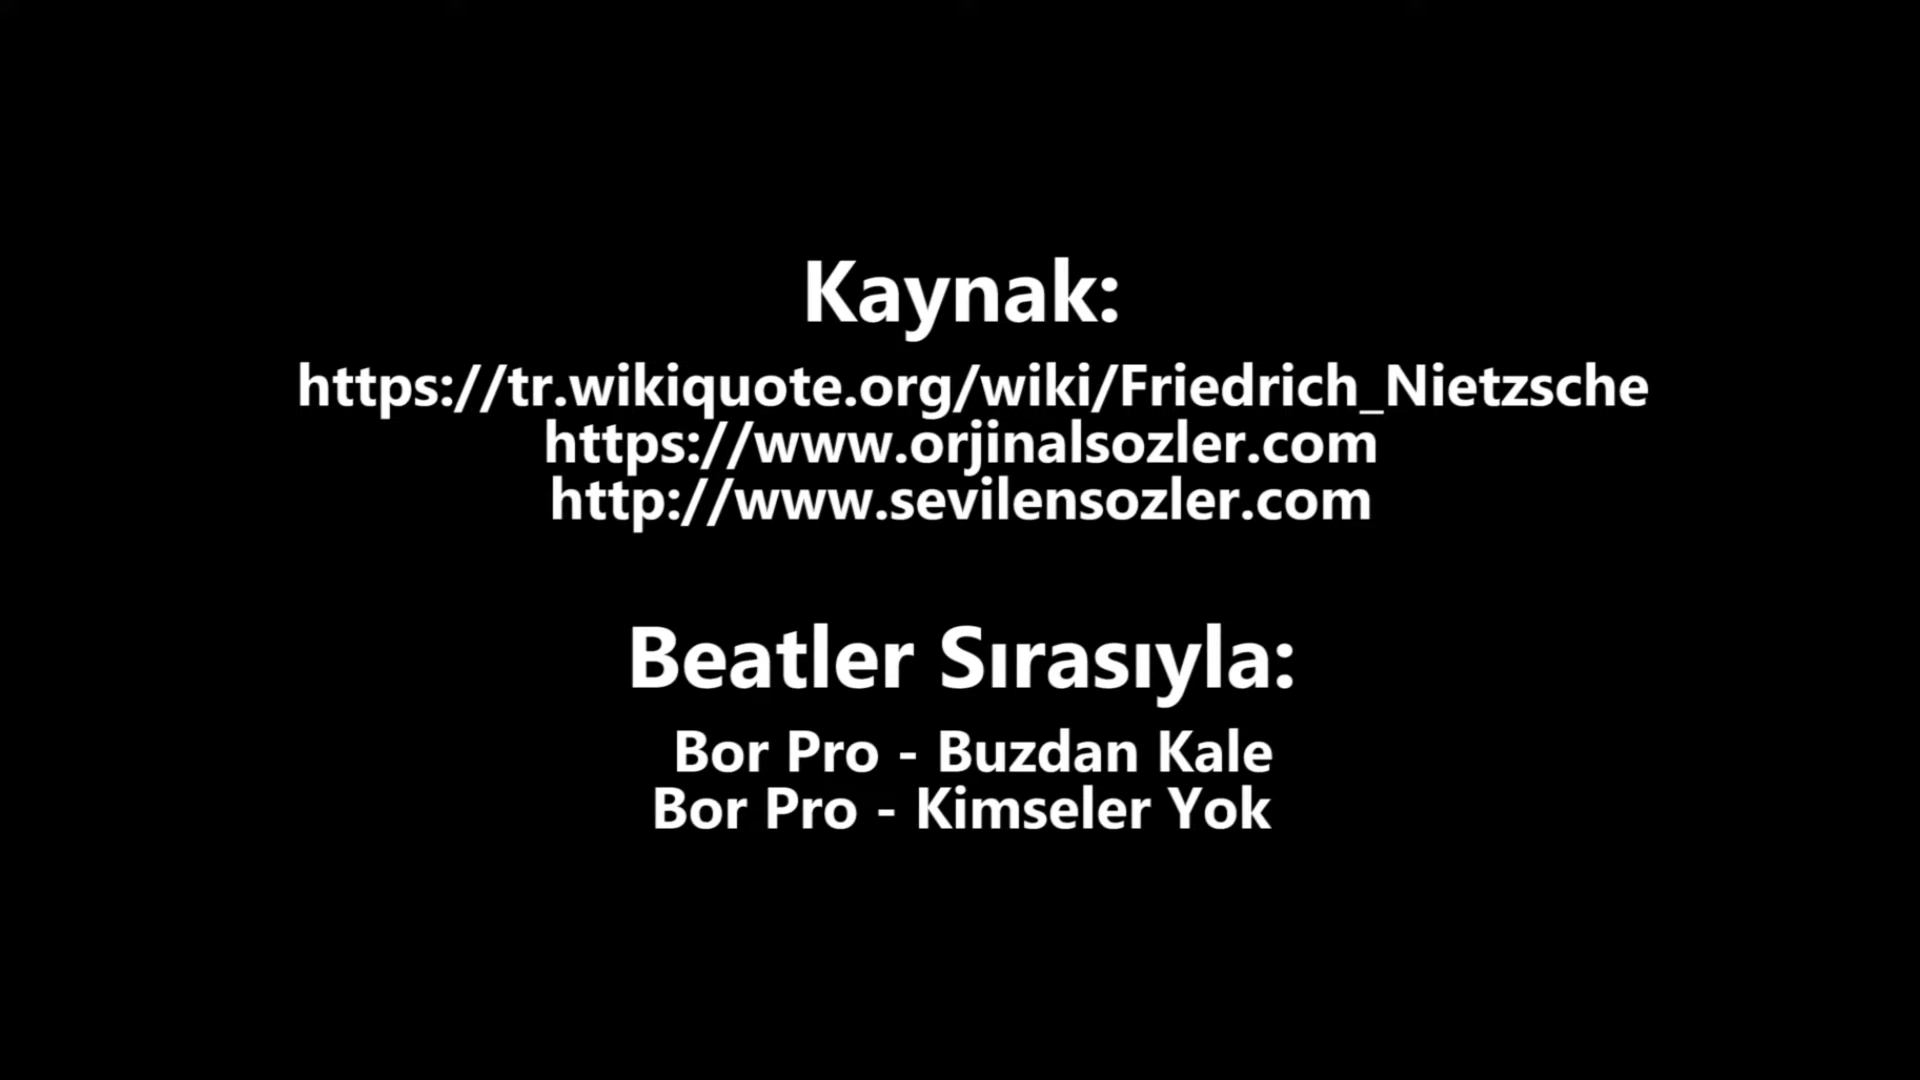 Kaynak:
https://tr.wikiquote.org/wiki/Friedrich_Nietzsche
https://www.orjinalsozler.com
http://www.sevilensozler.com
Beatler Sırasıyla:
Bor Pro - Buzdan Kale
Bor Pro - Kimseler Yok